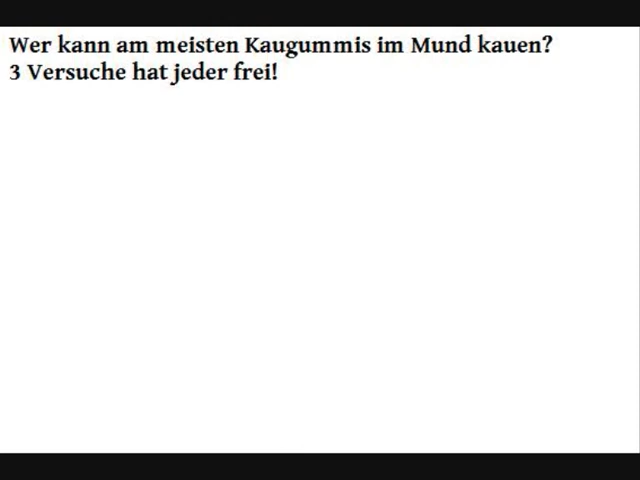 Wer kann am meisten Kaugummis im Mund kauen?
3 Versuche hat jeder frei!